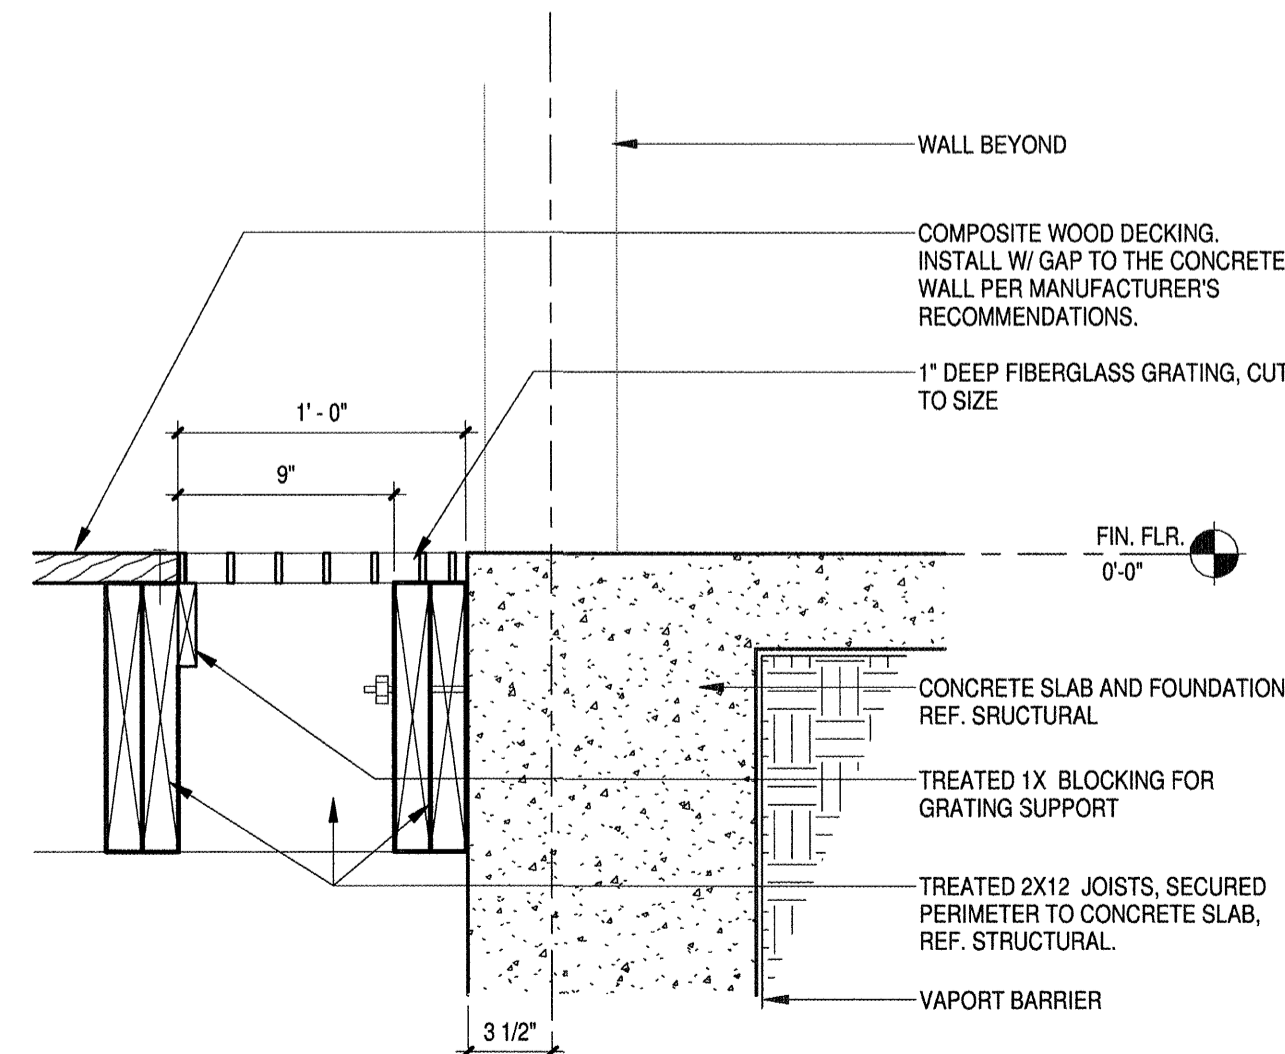 WALL BEYOND
COMPOSITE WOOD DECKING.
INSTALL W/ GAP TO THE CONCRETE
WALL PER MANUFACTURER'S
RECOMMENDATIONS.
1" DEEP FIBERGLASS GRATING, CUT
TO SIZE
1' - 0"
9"
FIN. FLR.
0'-0"
CONCRETE SLAB AND FOUNDATION
REF. SRUCTURAL
TREATED 1X BLOCKING FOR
GRATING SUPPORT
TREATED 2X12 JOISTS, SECURED
PERIMETER TO CONCRETE SLAB,
REF. STRUCTURAL.
VAPORT BARRIER
3 1/2"